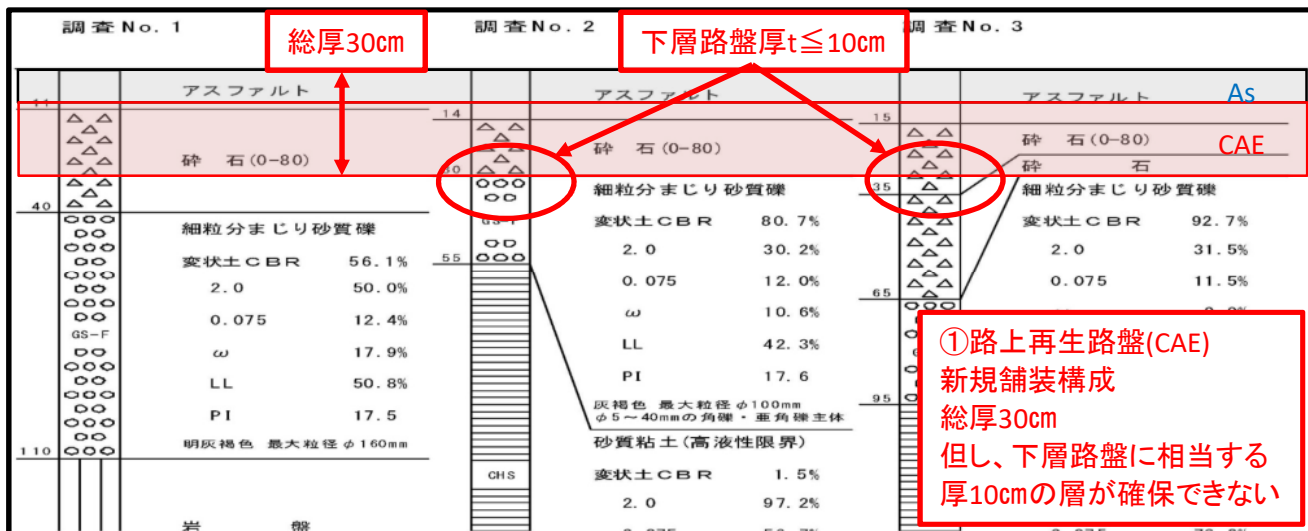 調査No. 1
調査No. 2
調査No. 3
総厚30㎝
下層路盤厚t≦10㎝
アスファルト
11
砕 石(0-80)
40
細粒分まじり砂質礫
変状土CBR 56.1%
2.0 50.0%
0.075 12.4%
GS-F
ω 17.9%
LL 50.8%
PI 17.5
明灰褐色 最大粒径φ160mm
110
岩 盤
アスファルト
14
砕 石(0-80)
30
細粒分まじり砂質礫
変状土CBR 80.7%
GS-F
2.0 30.2%
55
0.075 12.0%
ω 10.6%
LL 42.3%
PI 17.6
灰褐色 最大粒径φ100mm
φ5~40mmの角礫・亜角礫主体
砂質粘土(高液性限界)
CHS
変状土CBR 1.5%
2.0 97.2%
アスファルト
As
15
砕 石(0-80)
CAE
砕 石
35
細粒分まじり砂質礫
変状土CBR 92.7%
2.0 31.5%
0.075 11.5%
65
95
①路上再生路盤(CAE)
新規舗装構成
総厚30㎝
但し、下層路盤に相当する
厚10㎝の層が確保できない